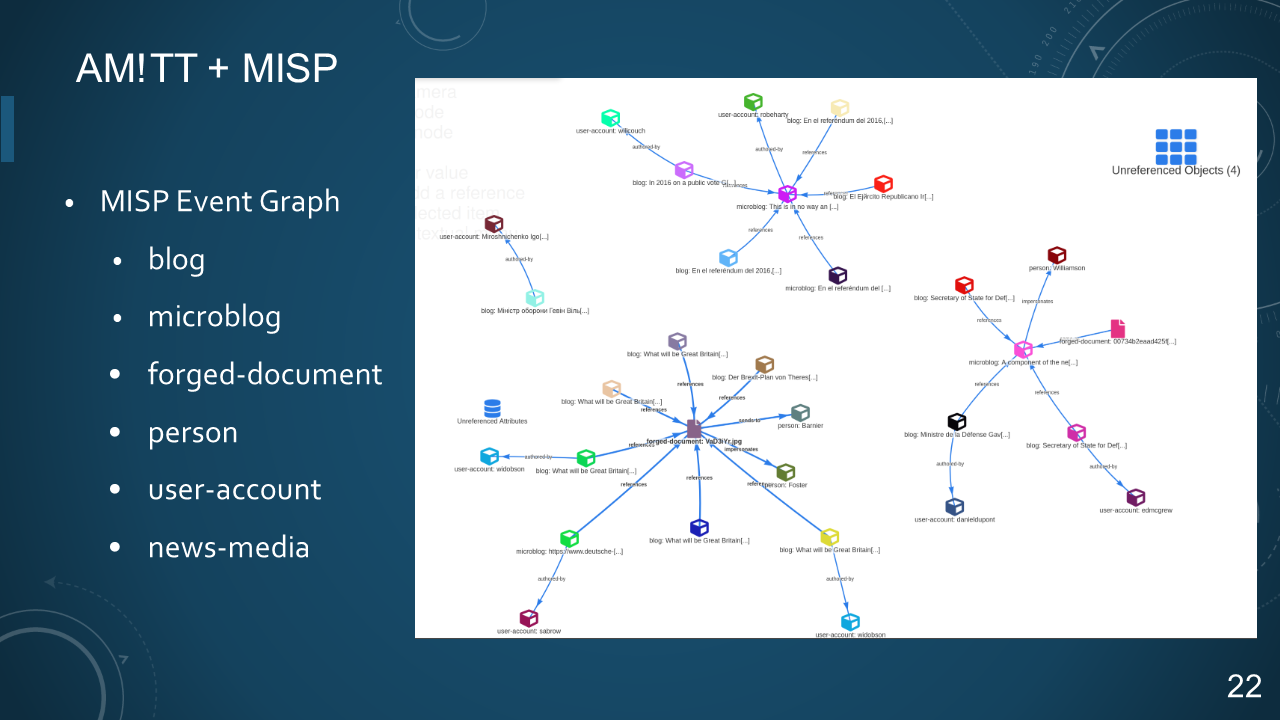 AM!TT + MISP
MISP Event Graph
blog
microblog
forged-document
person
user-account
news-media
mera
ode
node
r value
ld a reference
ected item
user-account: willcouch
authored-by
blog: In 2016 on a public vote G[...]
references
user-account: robeharty
authored-by
blog: En el referéndum del 2016,[...]
references
microblog: This is in no way an [...]
references
blog: El Ejército Republicano Ir[...]
references
blog: En el referéndum del 2016,[...]
references
microblog: En el referéndum del [...]
Unreferenced Objects (4)
user-account: Miroshnichenko Igo[...]
authored-by
blog: Міністр оборони Гевін Віль[...]
person: Williamson
impersonates
blog: Secretary of State for Def[...]
references
forged-document: 00734b2eaad425f[...]
microblog: A component of the ne[...]
references
references
blog: Ministre de la Défense Gav[...]
authored-by
user-account: danieldupont
blog: Secretary of State for Def[...]
authored-by
user-account: edmcgrew
blog: What will be Great Britain[...]
references
blog: Der Brexit-Plan von Theres[...]
references
blog: What will be Great Britain[...]
references
Unreferenced Attributes
person: Barnier
sends-to
forged-document: VaD3iYr.jpg
impersonates
references
user-account: widobson
authored-by
blog: What will be Great Britain[...]
person: Foster
references
references
references
blog: What will be Great Britain[...]
microblog: https://www.deutsche-[...]
authored-by
user-account: sabrow
blog: What will be Great Britain[...]
authored-by
user-account: widobson
190
200
22